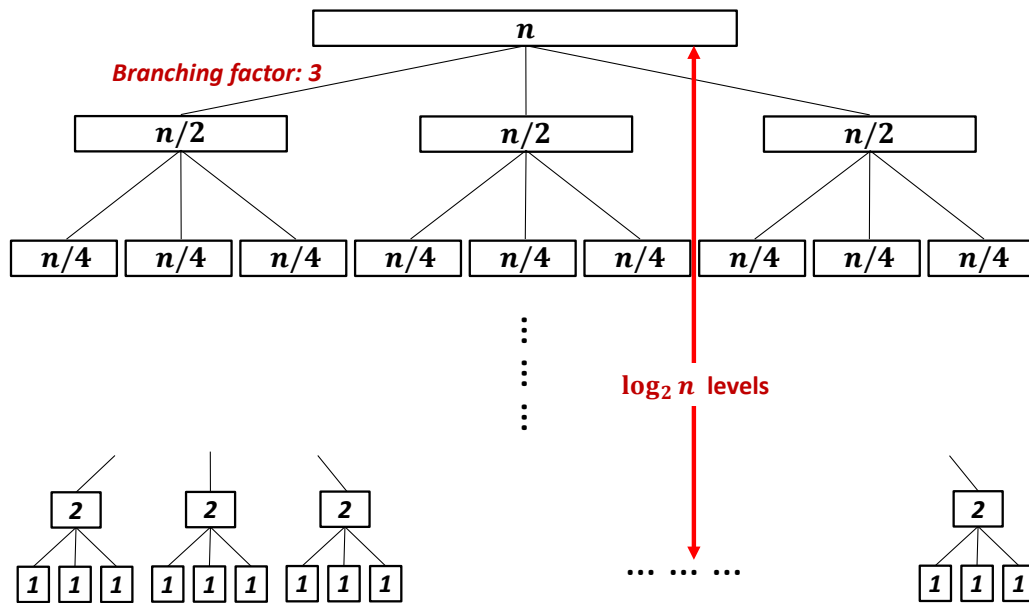 n
Branching factor: 3
n/2 n/2 n/2
n/4 n/4 n/4 n/4 n/4 n/4 n/4 n/4 n/4
⋮
⋮
log₂ n levels
⋮
2 2 2 2
1 1 1 1 1 1 1 1 1 ... ... ... 1 1 1